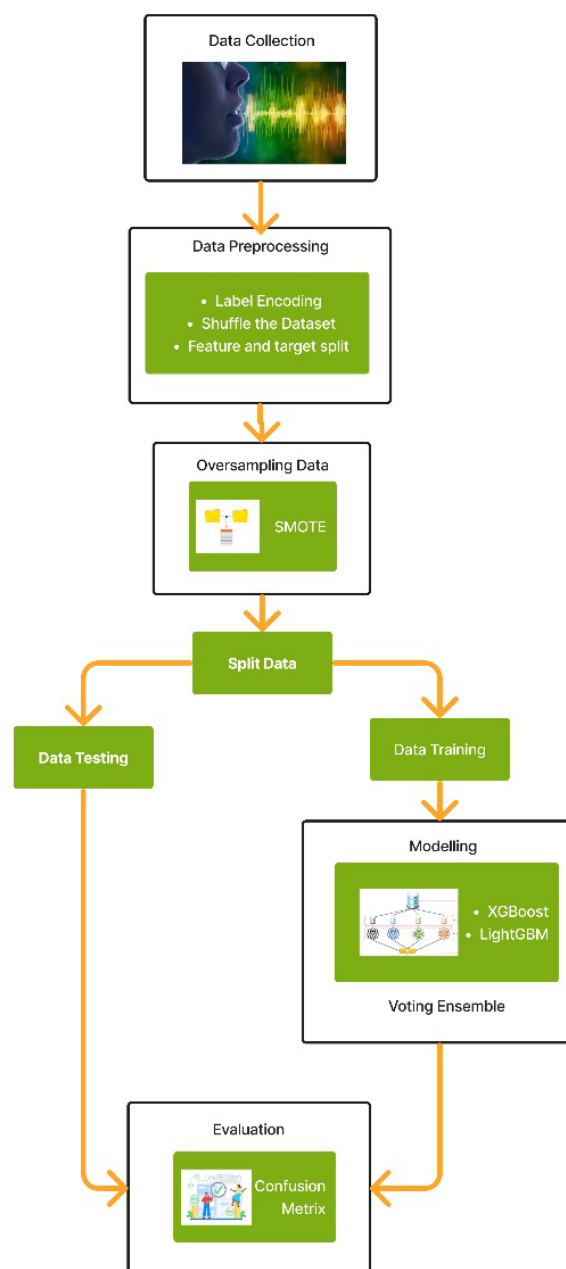 Data Collection
Data Preprocessing
• Label Encoding
• Shuffle the Dataset
• Feature and target split
Oversampling Data
SMOTE
Split Data
Data Testing
Data Training
Modelling
• XGBoost
• LightGBM
Voting Ensemble
Evaluation
Confusion
Metrix